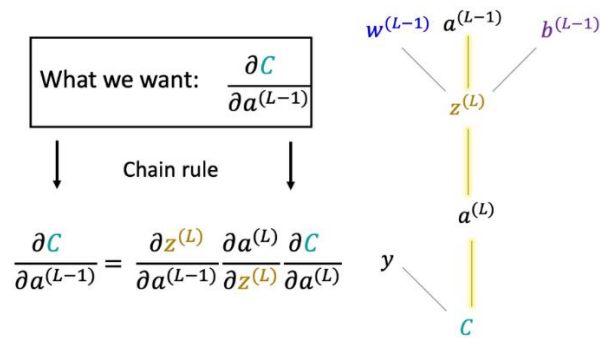 What we want: ∂C/∂a^(L−1)
Chain rule
∂C/∂a^(L−1) = ∂z^(L)/∂a^(L−1) ∂a^(L)/∂z^(L) ∂C/∂a^(L)
w^(L−1) a^(L−1) b^(L−1)
z^(L)
a^(L)
y
C